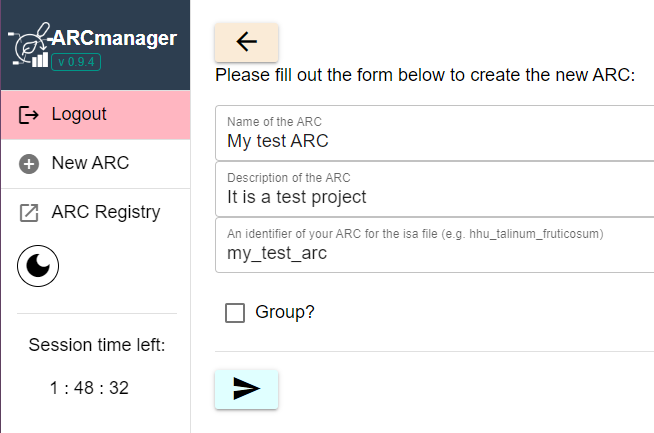 ARCmanager
v 0.9.4
Logout
New ARC
ARC Registry
Session time left:
1 : 48 : 32
Please fill out the form below to create the new ARC:
Name of the ARC
My test ARC
Description of the ARC
It is a test project
An identifier of your ARC for the isa file (e.g. hhu_talinum_fruticosum)
my_test_arc
Group?